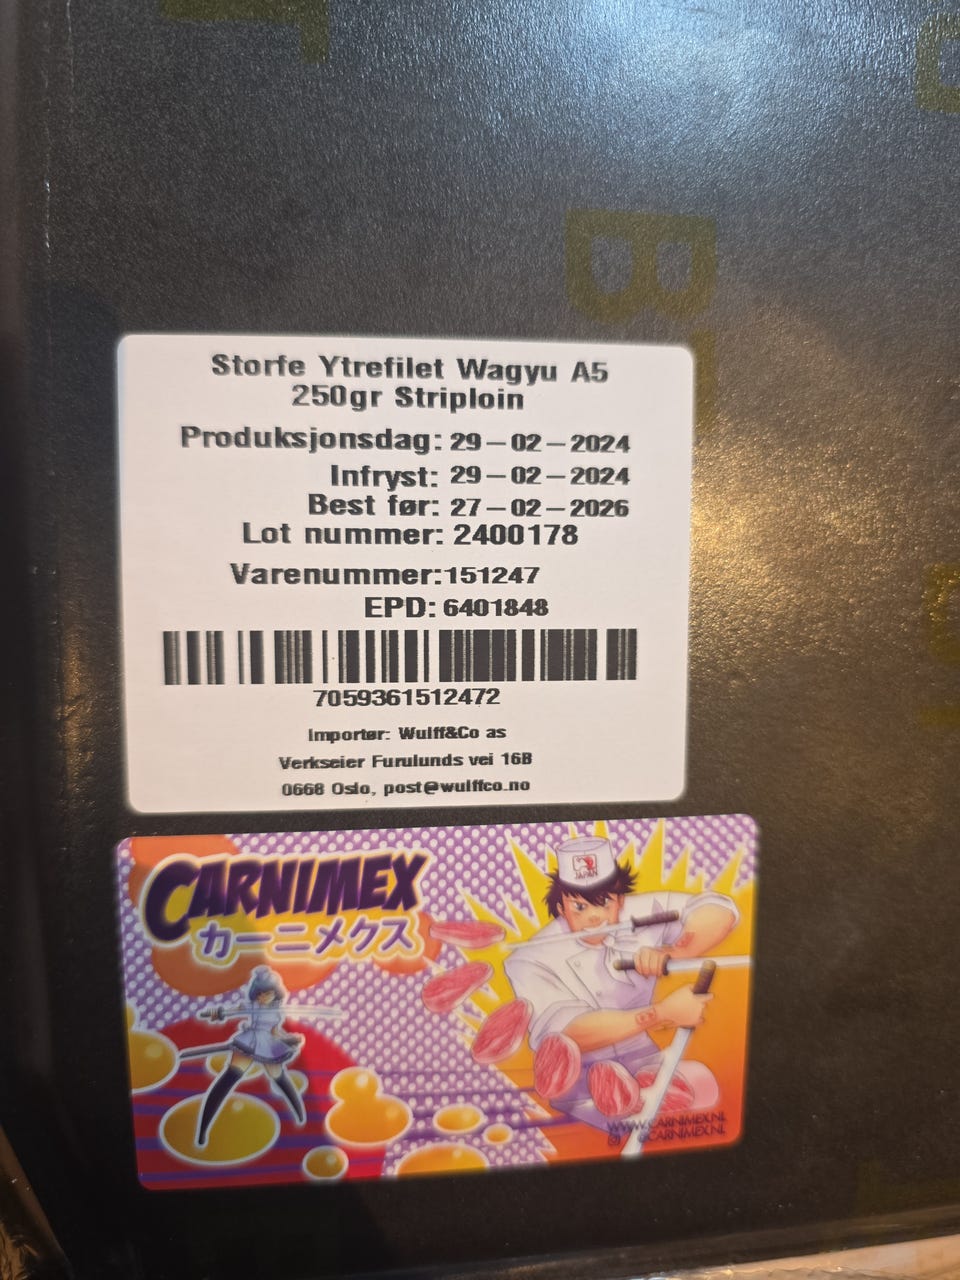 Storfe Ytrefilet Wagyu A5
250gr Striploin
Produksjonsdag: 29-02-2024
Infryst: 29-02-2024
Best før: 27-02-2026
Lot nummer: 2400178
Varenummer:151247
EPD: 6401848
7059361512472
Importør: Wulff&Co as
Verkseier Furulunds vei 16B
0668 Oslo, post@wulffco.no
CARNIMEX
カーニメクス
JAPAN
WWW.CARNIMEX.NL
@CARNIMEX.NL